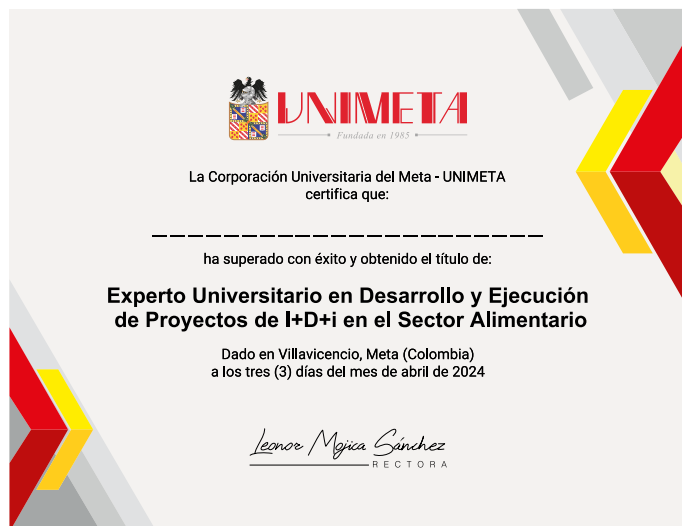 UNIMETA
Fundada en 1985
La Corporación Universitaria del Meta - UNIMETA
certifica que:
ha superado con éxito y obtenido el título de:
Experto Universitario en Desarrollo y Ejecución
de Proyectos de I+D+i en el Sector Alimentario
Dado en Villavicencio, Meta (Colombia)
a los tres (3) días del mes de abril de 2024
Leonor Mojica Sánchez
RECTORA